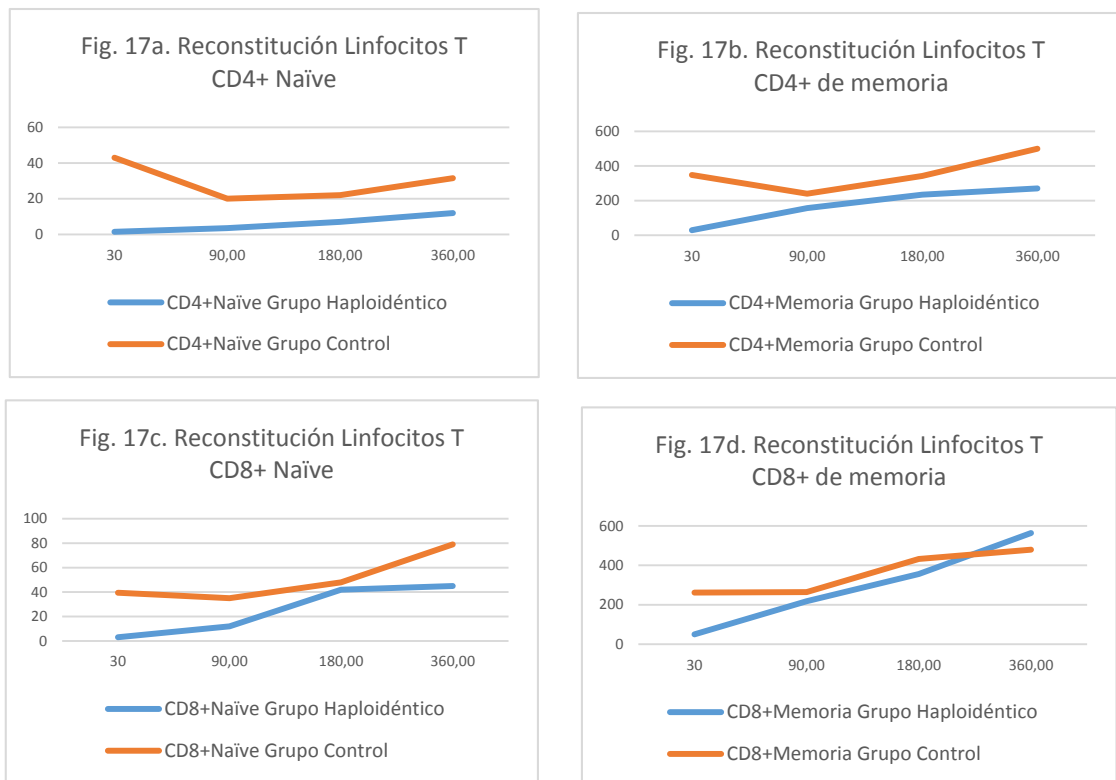 Fig. 17a. Reconstitución Linfocitos T
CD4+ Naïve
60
40
20
0
30
90,00
180,00
360,00
CD4+Naïve Grupo Haploidéntico
CD4+Naïve Grupo Control
Fig. 17b. Reconstitución Linfocitos T
CD4+ de memoria
600
400
200
0
30
90,00
180,00
360,00
CD4+Memoria Grupo Haploidéntico
CD4+Memoria Grupo Control
Fig. 17c. Reconstitución Linfocitos T
CD8+ Naïve
100
80
60
40
20
0
30
90,00
180,00
360,00
CD8+Naïve Grupo Haploidéntico
CD8+Naïve Grupo Control
Fig. 17d. Reconstitución Linfocitos T
CD8+ de memoria
600
400
200
0
30
90,00
180,00
360,00
CD8+Memoria Grupo Haploidéntico
CD8+Memoria Grupo Control